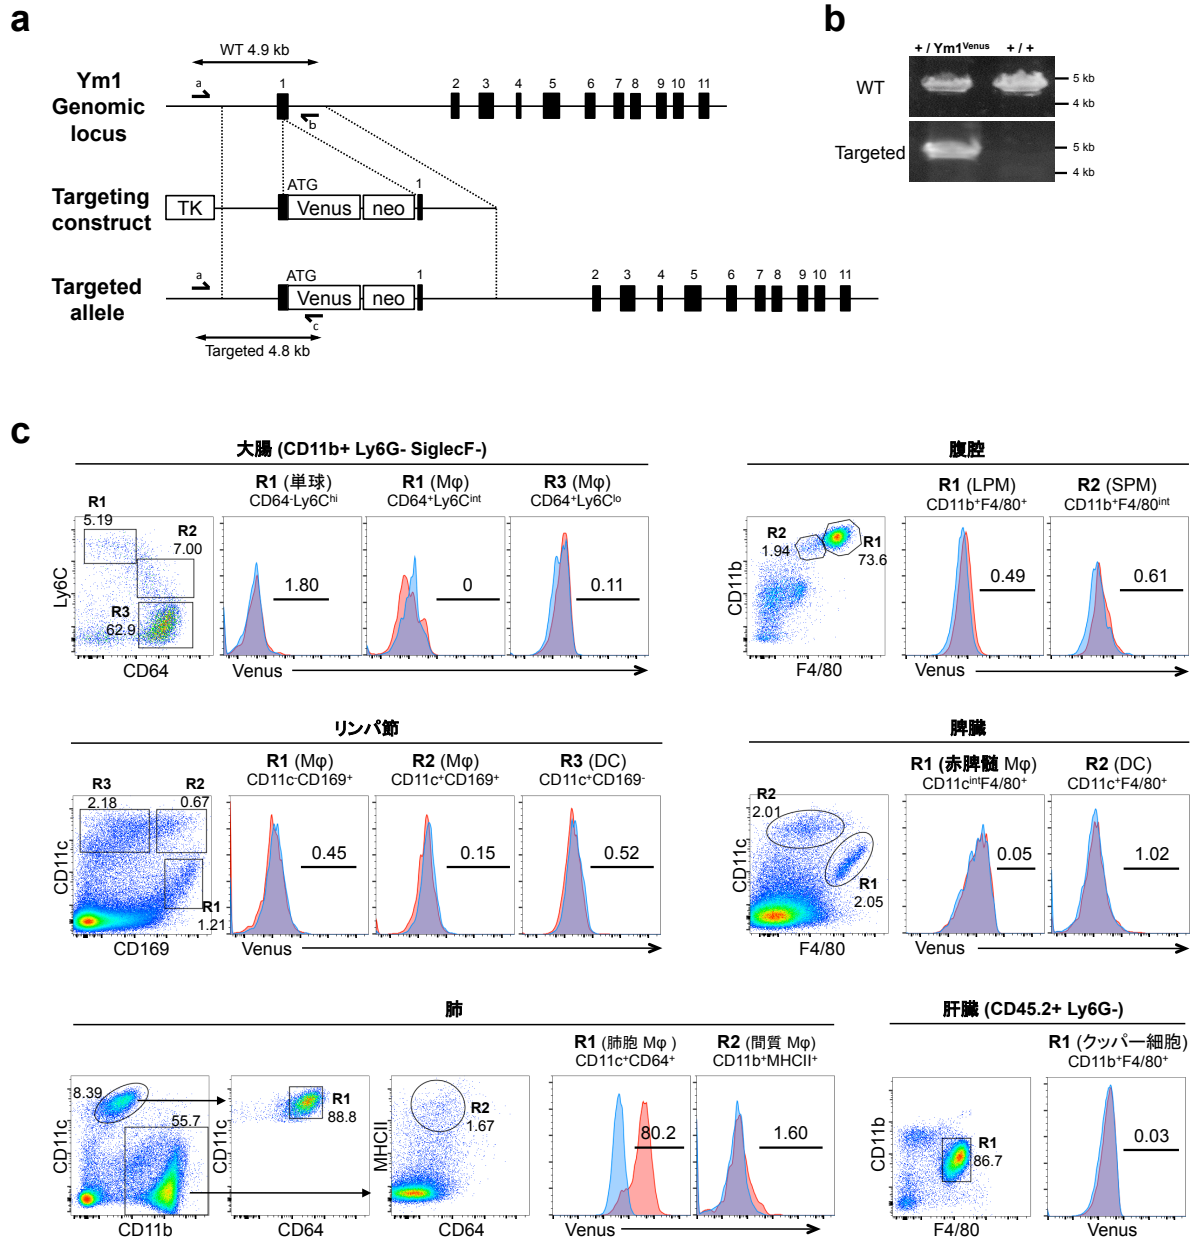 a
WT 4.9 kb
Ym1
Genomic
locus
a
1
b
2 3 4 5 6 7 8 9 10 11
Targeting
construct
TK
ATG
Venus neo
1
Targeted
allele
a
ATG
Venus neo
1
c
2 3 4 5 6 7 8 9 10 11
Targeted 4.8 kb
b
+ / Ym1Venus + / +
WT
5 kb
4 kb
Targeted
5 kb
4 kb
c
大腸 (CD11b+ Ly6G- SiglecF-)
R1 (単球) R1 (Mφ) R3 (Mφ)
CD64-Ly6Chi CD64+Ly6Cint CD64+Ly6Clo
R1
5.19
R2
7.00
R3
62.9
Ly6C
CD64
1.80 0 0.11
Venus
腹腔
R1 (LPM) R2 (SPM)
CD11b+F4/80+ CD11b+F4/80int
R2
1.94
R1
73.6
CD11b
F4/80
0.49 0.61
Venus
リンパ節
R1 (Mφ) R2 (Mφ) R3 (DC)
CD11c-CD169+ CD11c+CD169+ CD11c+CD169-
R3
2.18
R2
0.67
R1
1.21
CD11c
CD169
0.45 0.15 0.52
Venus
脾臓
R1 (赤脾髄 Mφ) R2 (DC)
CD11cintF4/80+ CD11c+F4/80+
R2
2.01
R1
2.05
CD11c
F4/80
0.05 1.02
Venus
肺
R1 (肺胞 Mφ ) R2 (間質 Mφ)
CD11c+CD64+ CD11b+MHCII+
8.39
55.7
CD11c
CD11b
R1
88.8
CD11c
CD64
R2
1.67
MHCII
CD64
80.2 1.60
Venus
肝臓 (CD45.2+ Ly6G-)
R1 (クッパー細胞)
CD11b+F4/80+
R1
86.7
CD11b
F4/80
0.03
Venus